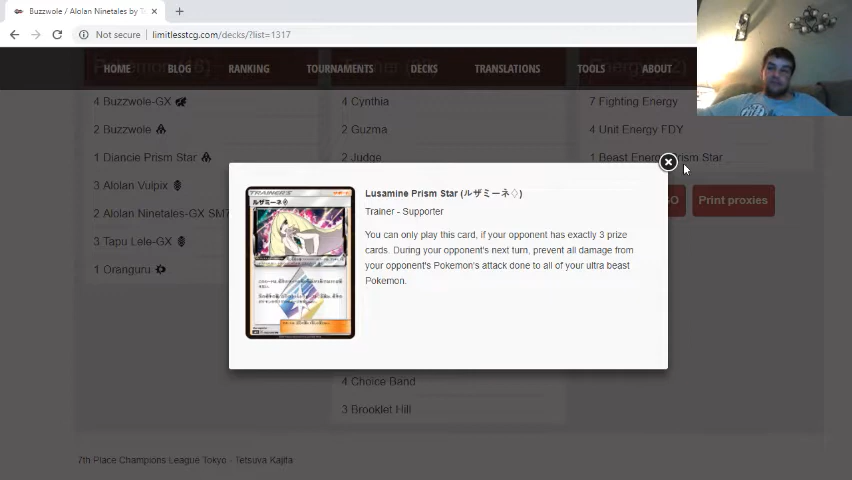 Buzzwole / Alolan Ninetales by T
Not secure
limitlesstcg.com/decks/?list=1317
HOME
BLOG
RANKING
TOURNAMENTS
DECKS
TRANSLATIONS
TOOLS
ABOUT
4 Buzzwole-GX
2 Buzzwole
1 Diancie Prism Star
3 Alolan Vulpix
2 Alolan Ninetales-GX SM?
3 Tapu Lele-GX
1 Oranguru
4 Cynthia
2 Guzma
2 Judge
7 Fighting Energy
4 Unit Energy FDY
1 Beast Energy Prism Star
Print proxies
TRAINERS
ルザミーネ◇
Lusamine Prism Star (ルザミーネ◇)
Trainer - Supporter
You can only play this card, if your opponent has exactly 3 prize
cards. During your opponent's next turn, prevent all damage from
your opponent's Pokemon's attack done to all of your ultra beast
Pokemon.
4 Choice Band
3 Brooklet Hill
7th Place Champions League Tokyo - Tetsuya Kajita